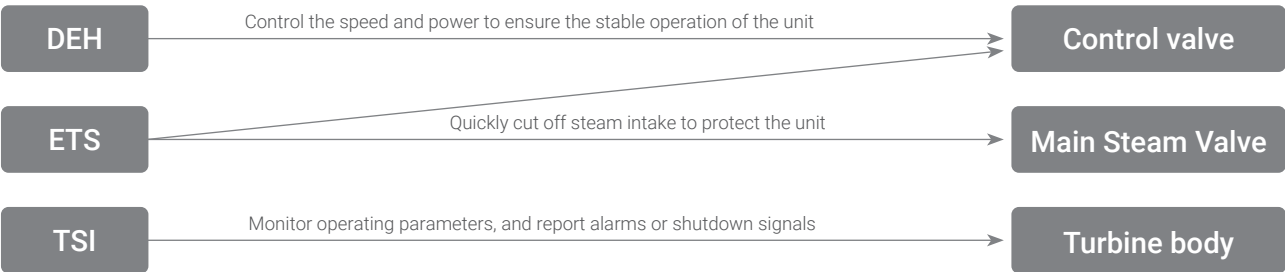 DEH
Control the speed and power to ensure the stable operation of the unit
Control valve
ETS
Quickly cut off steam intake to protect the unit
Main Steam Valve
TSI
Monitor operating parameters, and report alarms or shutdown signals
Turbine body